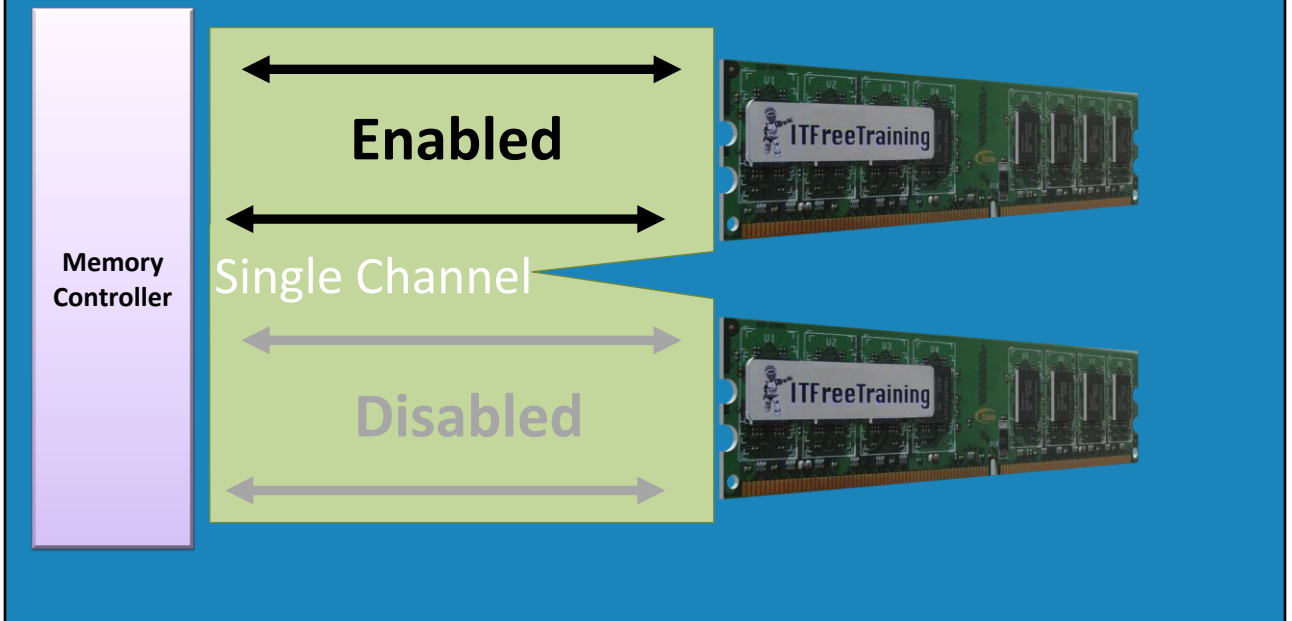 Memory
Controller
Enabled
Single Channel
Disabled
ITFreeTraining
ITFreeTraining